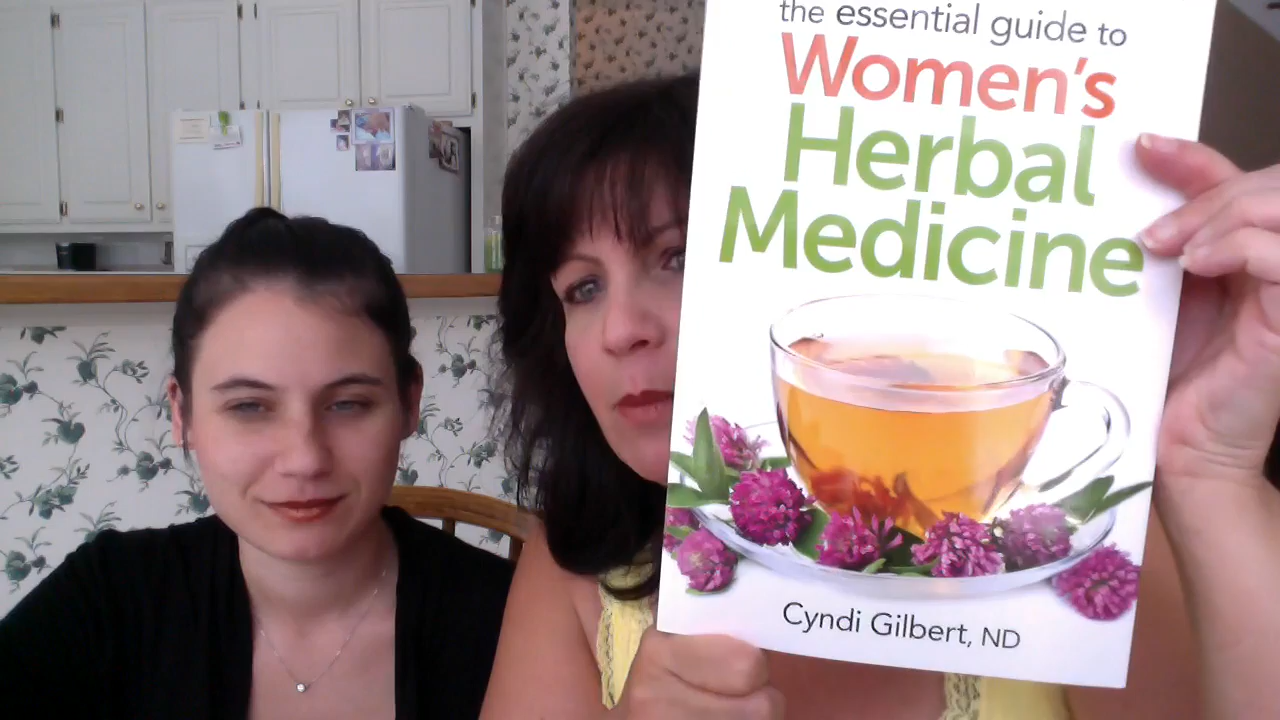 the essential guide to
Women's
Herbal
Medicine
Cyndi Gilbert, ND